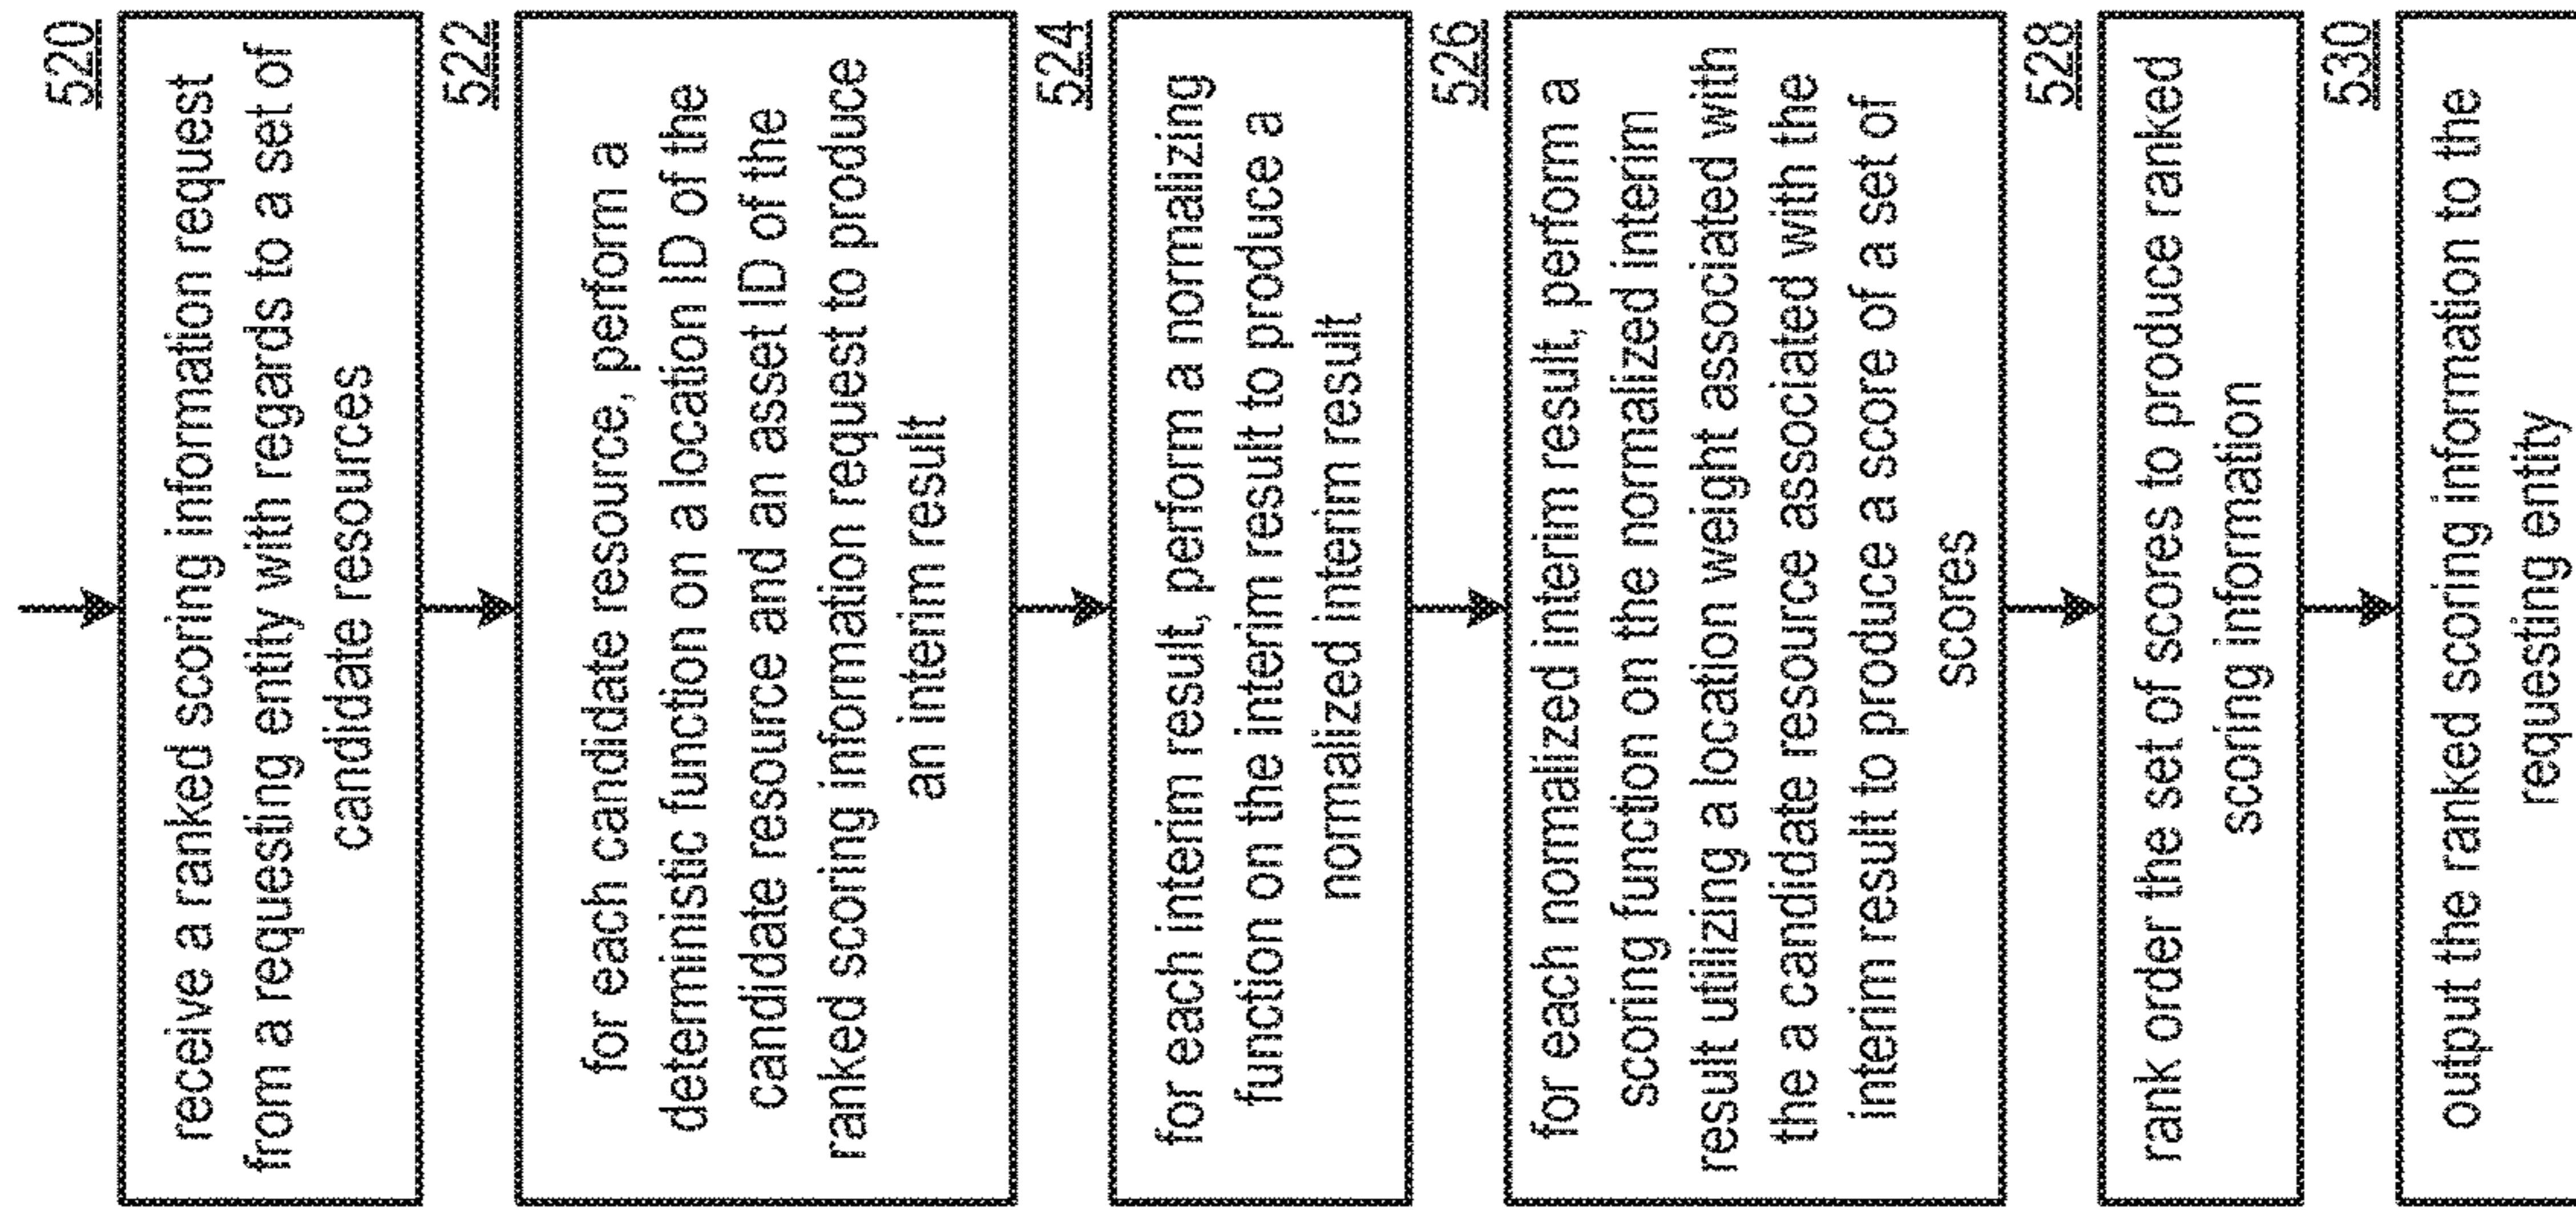 520
receive a ranked scoring information request
from a requesting entity with regards to a set of
candidate resources
522
for each candidate resource, perform a
deterministic function on a location ID of the
candidate resource and an asset ID of the
ranked scoring information request to produce
an interim result
524
for each interim result, perform a normalizing
function on the interim result to produce a
normalized interim result
526
for each normalized interim result, perform a
scoring function on the normalized interim
result utilizing a location weight associated with
the a candidate resource associated with the
interim result to produce a score of a set of
scores
528
rank order the set of scores to produce ranked
scoring information
530
output the ranked scoring information to the
requesting entity